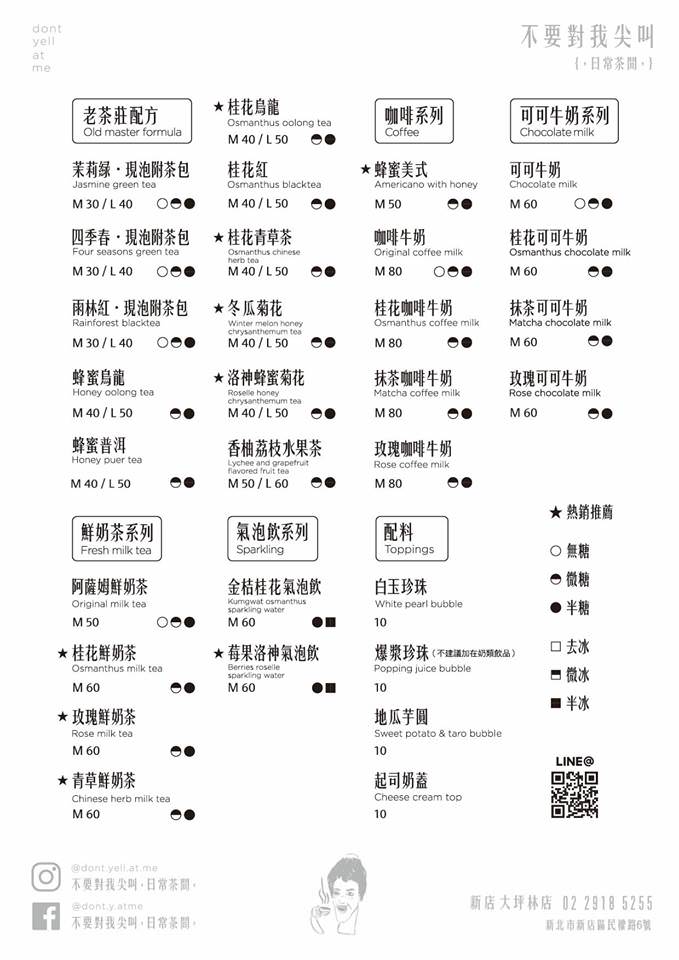 dont
yell
at
me
不要對我尖叫
{,日常茶間,}
老茶莊配方
Old master formula
茉莉绿・現泡附茶包
Jasmine green tea
M 30 / L 40
四季春・現泡附茶包
Four seasons green tea
M 30 / L 40
雨林紅・現泡附茶包
Rainforest blacktea
M 30 / L 40
蜂蜜烏龍
Honey oolong tea
M 40 / L 50
蜂蜜普洱
Honey puer tea
M 40 / L 50
★ 桂花烏龍
Osmanthus oolong tea
M 40 / L 50
桂花紅
Osmanthus blacktea
M 40 / L 50
★ 桂花青草茶
Osmanthus chinese
herb tea
M 40 / L 50
★ 冬瓜菊花
Winter melon honey
chrysanthemum tea
M 40 / L 50
★ 洛神蜂蜜菊花
Roselle honey
chrysanthemum tea
M 40 / L 50
香柚荔枝水果茶
Lychee and grapefruit
flavored fruit tea
M 50 / L 60
咖啡系列
Coffee
★ 蜂蜜美式
Americano with honey
M 50
咖啡牛奶
Original coffee milk
M 80
桂花咖啡牛奶
Osmanthus coffee milk
M 80
抹茶咖啡牛奶
Matcha coffee milk
M 80
玫瑰咖啡牛奶
Rose coffee milk
M 80
可可牛奶系列
Chocolate milk
可可牛奶
Chocolate milk
M 60
桂花可可牛奶
Osmanthus chocolate milk
M 60
抹茶可可牛奶
Matcha chocolate milk
M 60
玫瑰可可牛奶
Rose chocolate milk
M 60
鮮奶茶系列
Fresh milk tea
阿薩姆鮮奶茶
Original milk tea
M 50
★ 桂花鮮奶茶
Osmanthus milk tea
M 60
★ 玫瑰鮮奶茶
Rose milk tea
M 60
★ 青草鮮奶茶
Chinese herb milk tea
M 60
氣泡飲系列
Sparkling
金桔桂花氣泡飲
Kumgwat osmanthus
sparkling water
M 60
★ 莓果洛神氣泡飲
Berries roselle
sparkling water
M 60
配料
Toppings
白玉珍珠
White pearl bubble
10
爆漿珍珠 (不建議加在奶類飲品)
Popping juice bubble
10
地瓜芋圓
Sweet potato & taro bubble
10
起司奶蓋
Cheese cream top
10
★ 熱銷推薦
○ 無糖
◓ 微糖
● 半糖
□ 去冰
⬒ 微冰
■ 半冰
LINE@
@dont.yell.at.me
不要對我尖叫,日常茶間。
@dont.y.atme
不要對我尖叫,日常茶間。
新店大坪林店 02 2918 5255
新北市新店區民權路6號